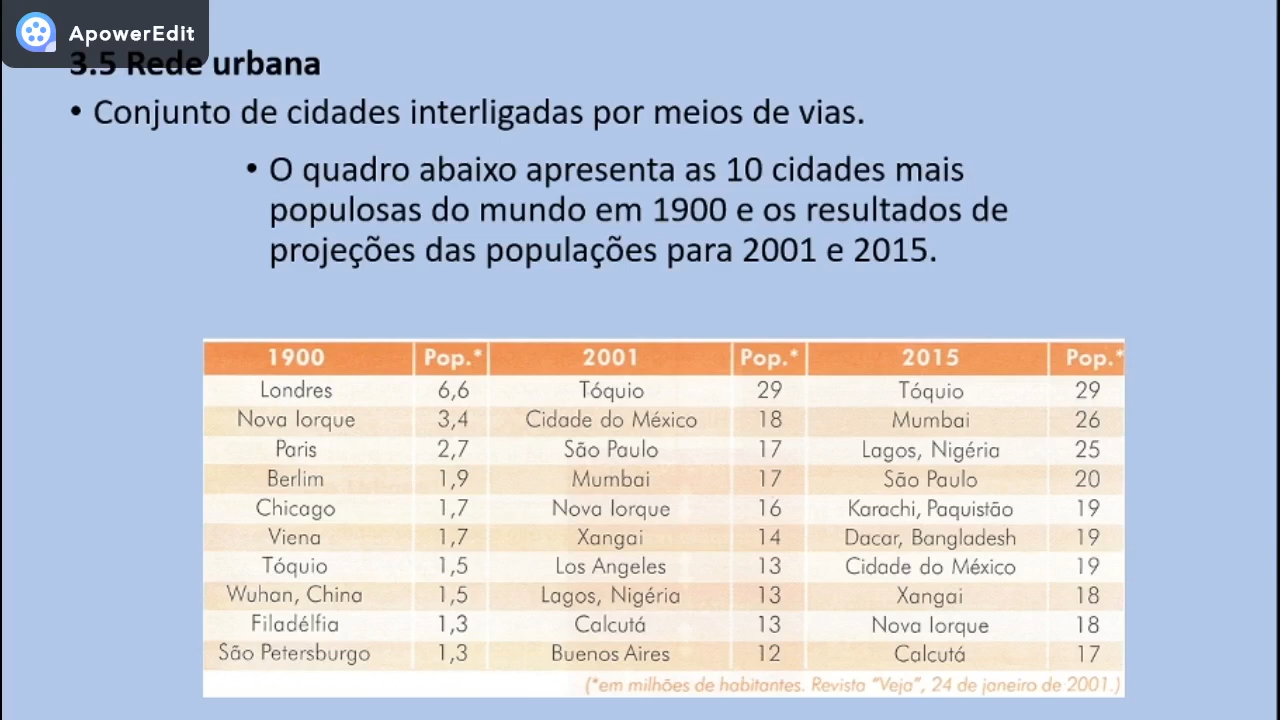 ApowerEdit
3.5 Rede urbana
• Conjunto de cidades interligadas por meios de vias.
• O quadro abaixo apresenta as 10 cidades mais
populosas do mundo em 1900 e os resultados de
projeções das populações para 2001 e 2015.
1900 Pop.* 2001 Pop.* 2015 Pop.*
Londres 6,6 Tóquio 29 Tóquio 29
Nova Iorque 3,4 Cidade do México 18 Mumbai 26
Paris 2,7 São Paulo 17 Lagos, Nigéria 25
Berlim 1,9 Mumbai 17 São Paulo 20
Chicago 1,7 Nova Iorque 16 Karachi, Paquistão 19
Viena 1,7 Xangai 14 Dacar, Bangladesh 19
Tóquio 1,5 Los Angeles 13 Cidade do México 19
Wuhan, China 1,5 Lagos, Nigéria 13 Xangai 18
Filadélfia 1,3 Calcutá 13 Nova Iorque 18
São Petersburgo 1,3 Buenos Aires 12 Calcutá 17
(*em milhões de habitantes. Revista “Veja”, 24 de janeiro de 2001.)